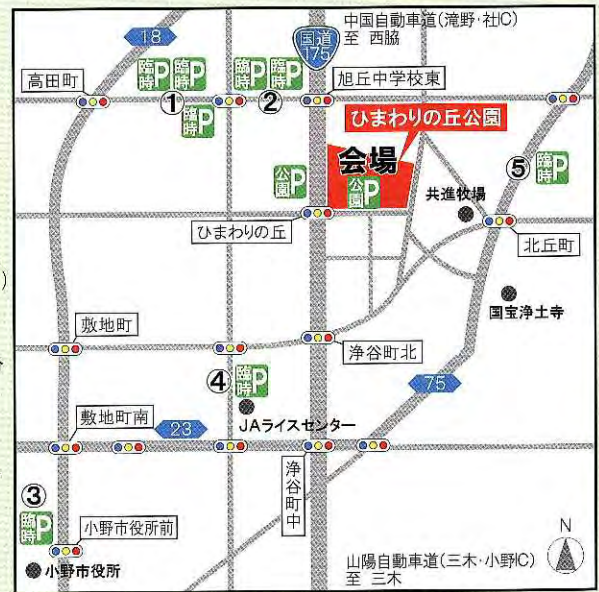 中国自動車道(滝野・社IC)
至 西脇
国道
175
18
臨時P
臨時P
臨時P
臨時P
高田町
旭丘中学校東
①
②
臨時P
ひまわりの丘公園
会場
公園P
公園P
⑤
臨時P
共進牧場
ひまわりの丘
北丘町
国宝浄土寺
敷地町
浄谷町北
④
臨時P
75
JAライスセンター
敷地町南
23
浄谷町中
③
臨時P
小野市役所前
小野市役所
N
山陽自動車道(三木・小野IC)
至 三木